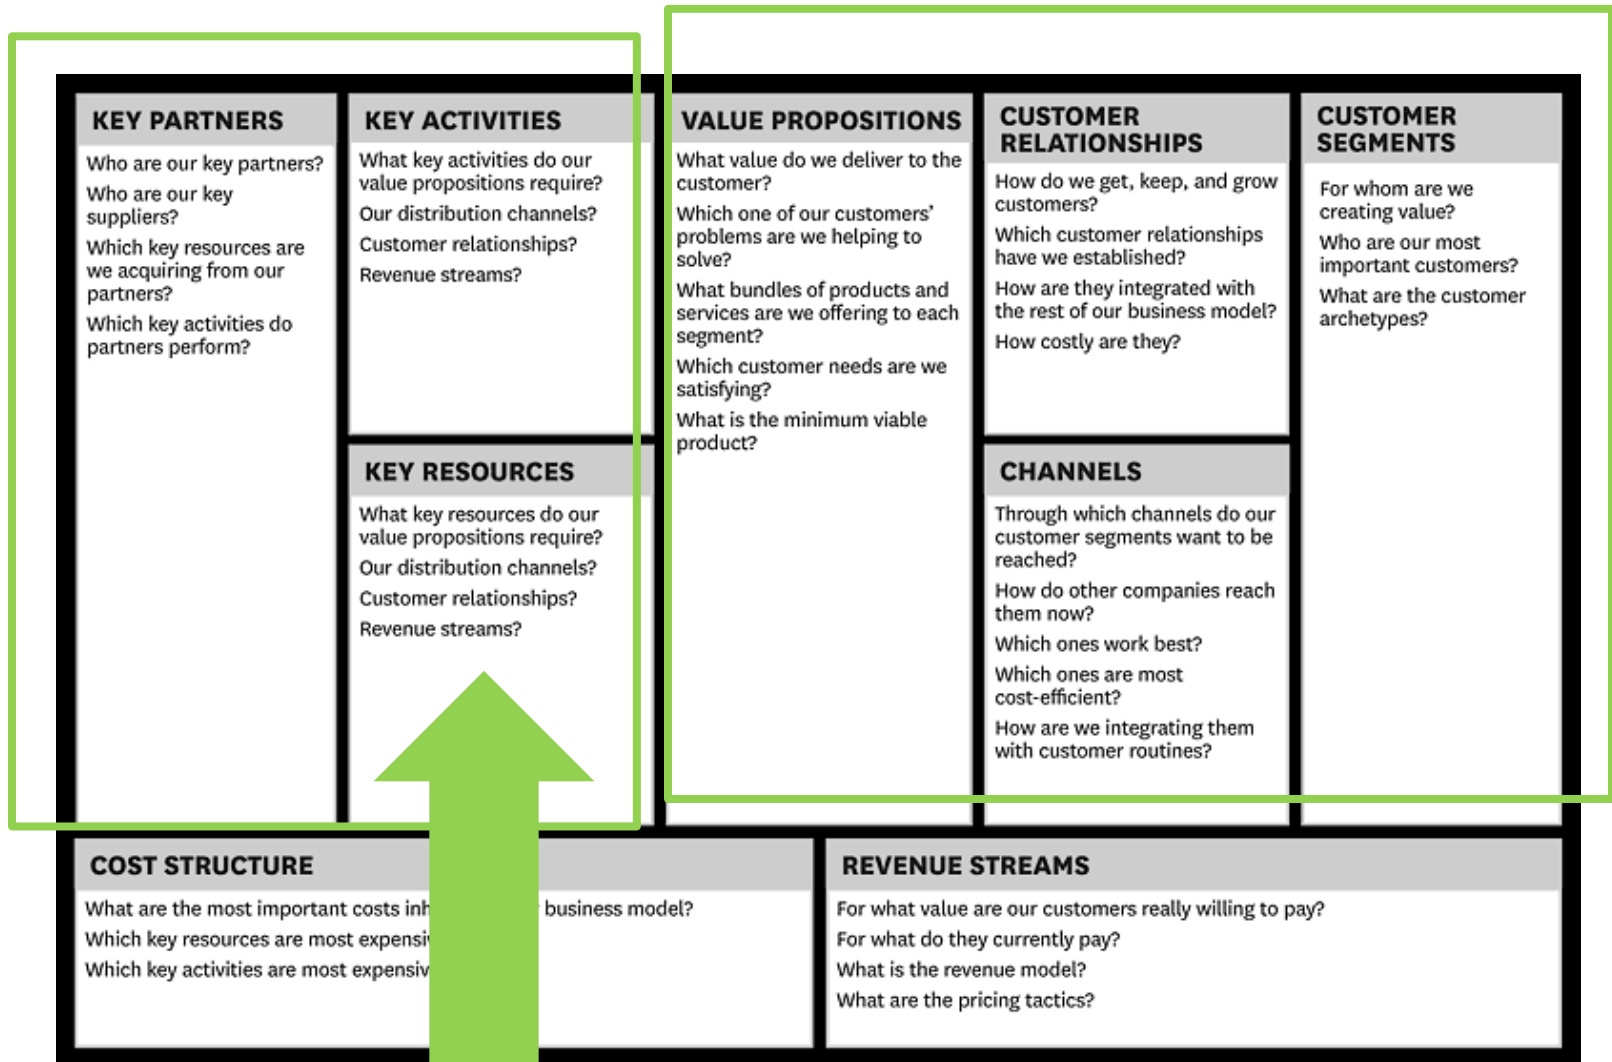 KEY PARTNERS
Who are our key partners?
Who are our key
suppliers?
Which key resources are
we acquiring from our
partners?
Which key activities do
partners perform?
KEY ACTIVITIES
What key activities do our
value propositions require?
Our distribution channels?
Customer relationships?
Revenue streams?
KEY RESOURCES
What key resources do our
value propositions require?
Our distribution channels?
Customer relationships?
Revenue streams?
VALUE PROPOSITIONS
What value do we deliver to the
customer?
Which one of our customers’
problems are we helping to
solve?
What bundles of products and
services are we offering to each
segment?
Which customer needs are we
satisfying?
What is the minimum viable
product?
CUSTOMER
RELATIONSHIPS
How do we get, keep, and grow
customers?
Which customer relationships
have we established?
How are they integrated with
the rest of our business model?
How costly are they?
CHANNELS
Through which channels do our
customer segments want to be
reached?
How do other companies reach
them now?
Which ones work best?
Which ones are most
cost-efficient?
How are we integrating them
with customer routines?
CUSTOMER
SEGMENTS
For whom are we
creating value?
Who are our most
important customers?
What are the customer
archetypes?
COST STRUCTURE
What are the most important costs business model?
Which key resources are most
Which key activities are most
REVENUE STREAMS
For what value are our customers really willing to pay?
For what do they currently pay?
What is the revenue model?
What are the pricing tactics?